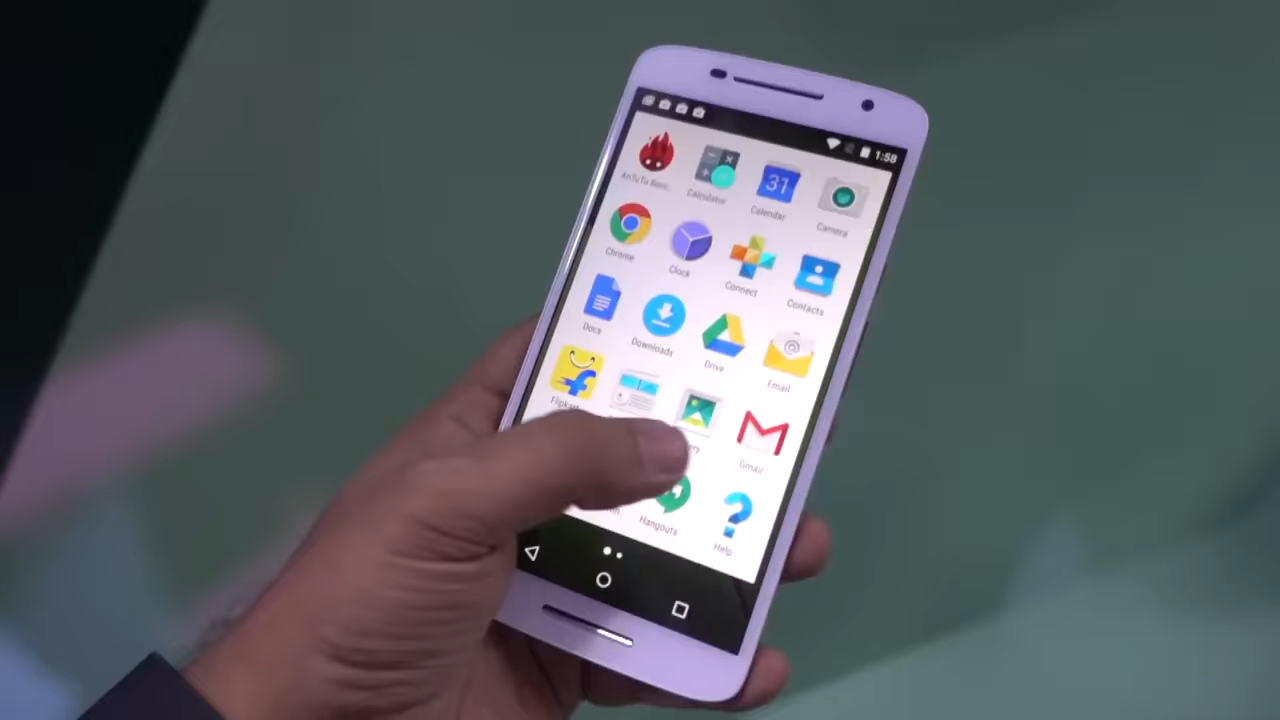 1:58
AnTuTu Benc...
Calculator
31
Calendar
Camera
Chrome
Clock
Connect
Contacts
Docs
Downloads
Drive
Email
Gmail
Hangouts
Help